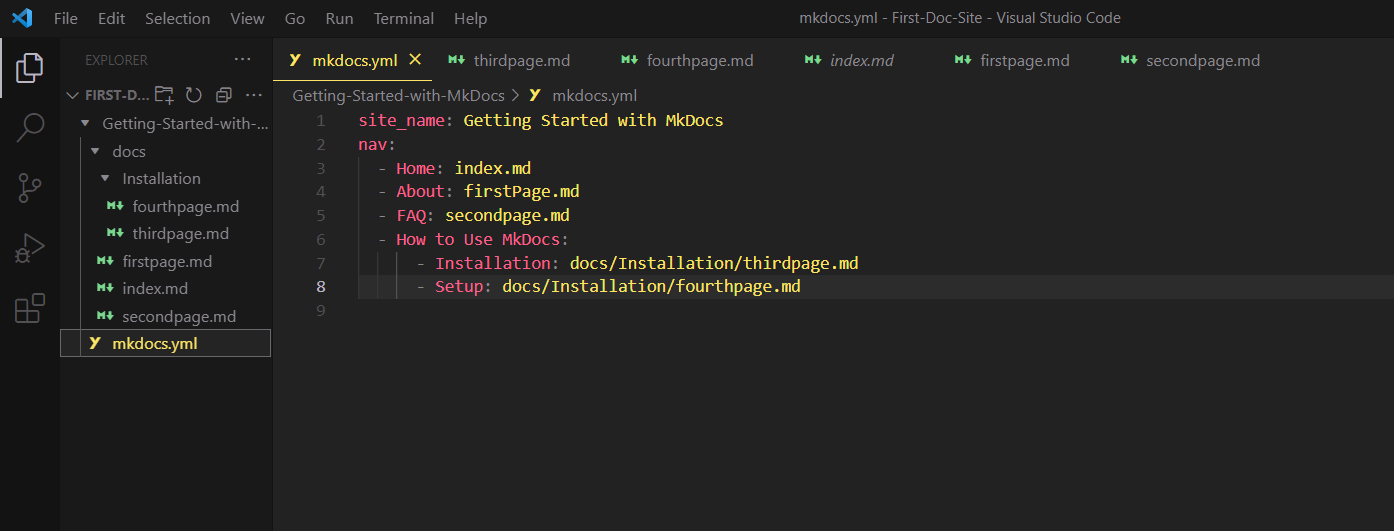 File Edit Selection View Go Run Terminal Help mkdocs.yml - First-Doc-Site - Visual Studio Code
EXPLORER ...
FIRST-D... ...
Getting-Started-with-...
docs
Installation
fourthpage.md
thirdpage.md
firstpage.md
index.md
secondpage.md
mkdocs.yml
mkdocs.yml thirdpage.md fourthpage.md index.md firstpage.md secondpage.md
Getting-Started-with-MkDocs > mkdocs.yml
1 site_name: Getting Started with MkDocs
2 nav:
3 - Home: index.md
4 - About: firstPage.md
5 - FAQ: secondpage.md
6 - How to Use MkDocs:
7 - Installation: docs/Installation/thirdpage.md
8 - Setup: docs/Installation/fourthpage.md
9